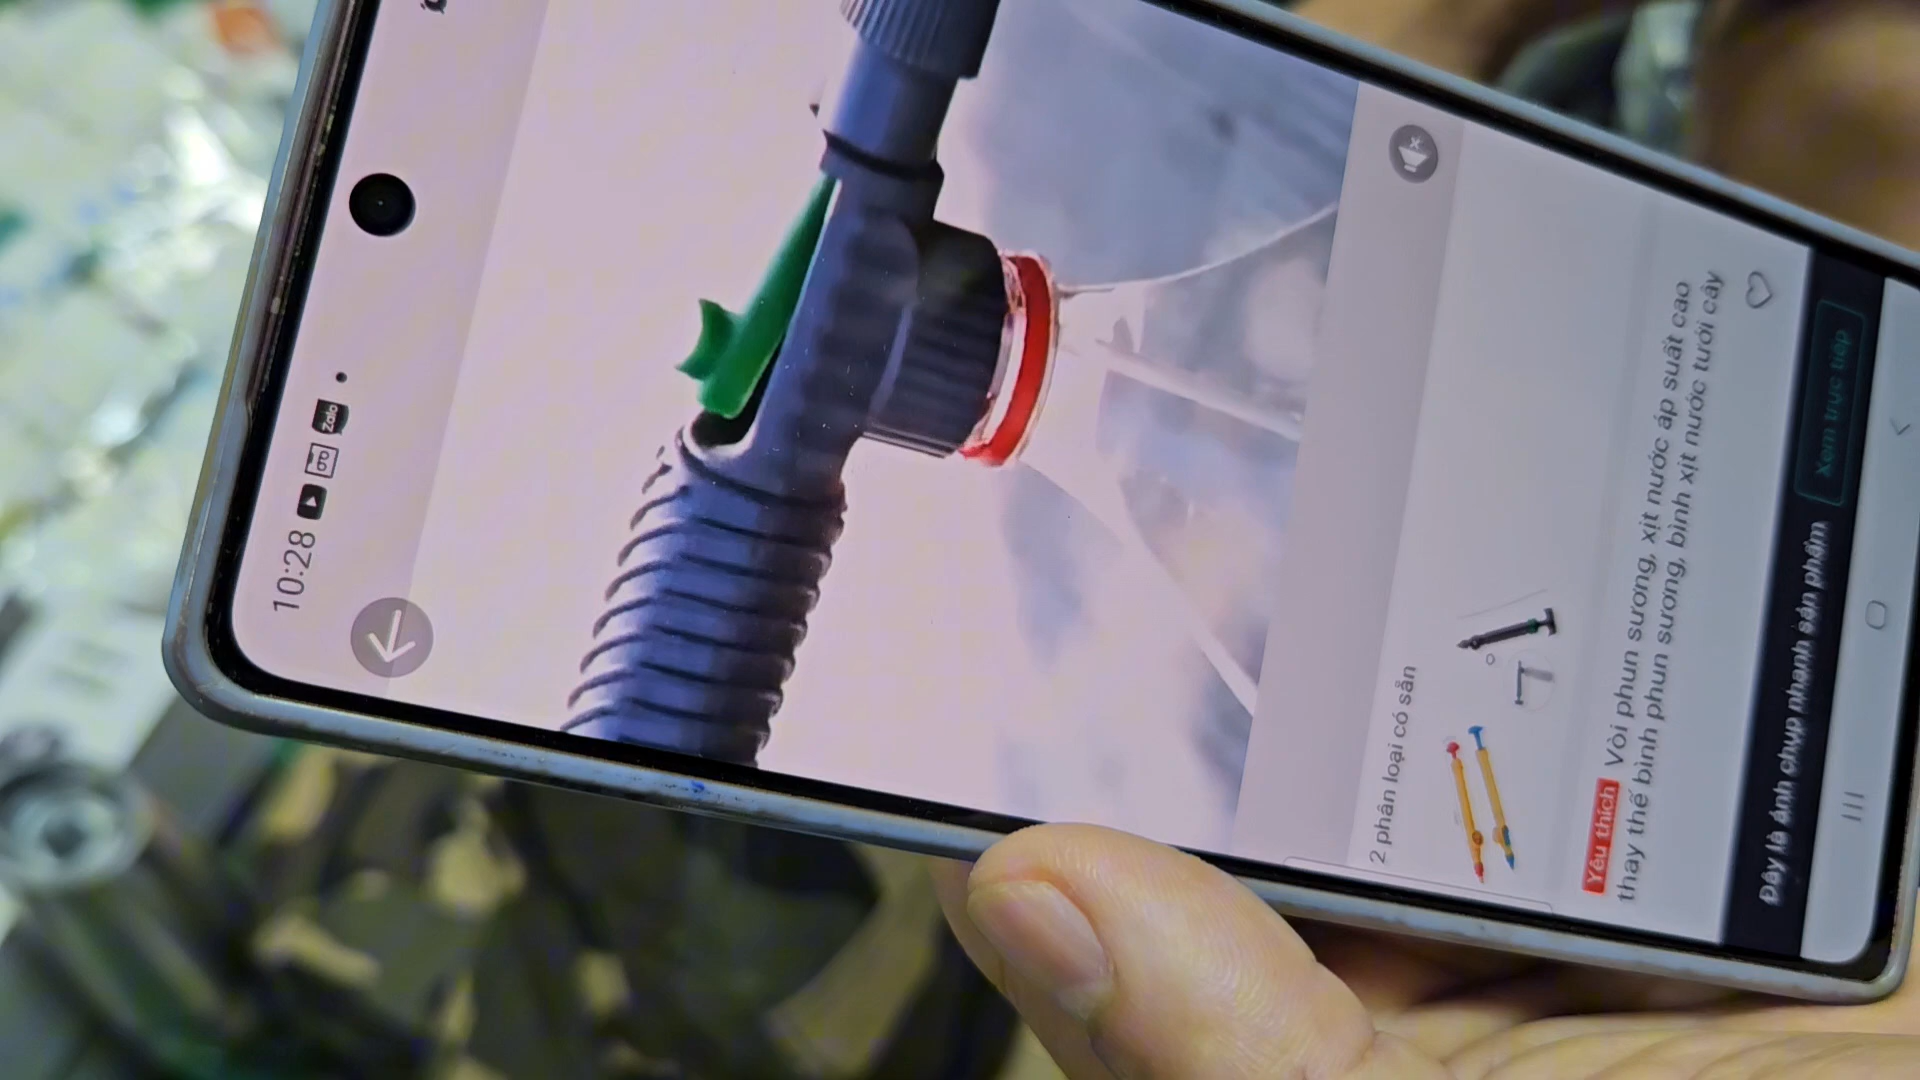 10:28
Zalo
2 phân loại có sẵn
Yêu thích Vòi phun sương, xịt nước áp suất cao
thay thế bình phun sương, bình xịt nước tưới cây
Đây là ảnh chụp nhanh sản phẩm
Xem trực tiếp